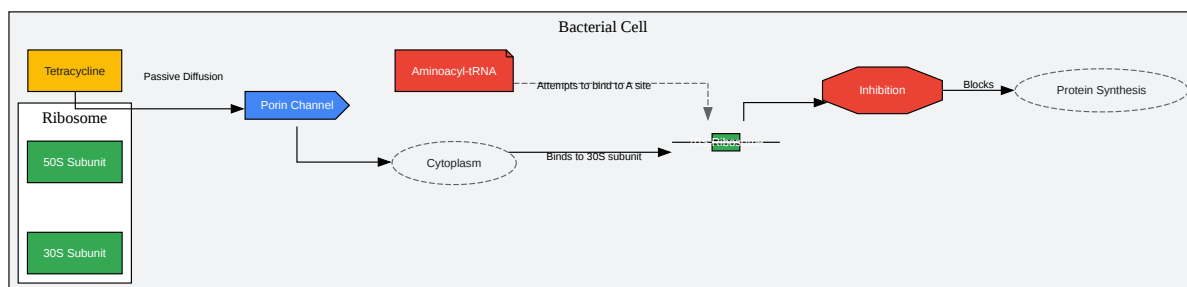 Bacterial Cell
Tetracycline
Passive Diffusion
Porin Channel
Aminoacyl-tRNA
Attempts to bind to A site
Inhibition
Blocks
Protein Synthesis
Ribosome
50S Subunit
Cytoplasm
Binds to 30S subunit
Ribosome
30S Subunit